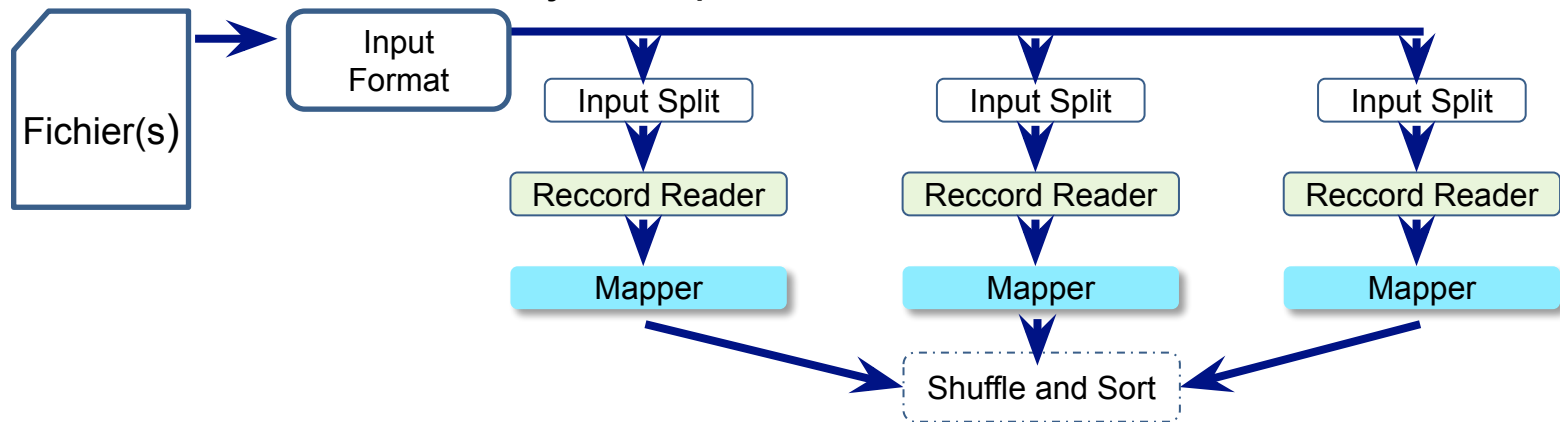 Input
Format
Fichier(s)
Input Split
Input Split
Input Split
Reccord Reader
Reccord Reader
Reccord Reader
Mapper
Mapper
Mapper
Shuffle and Sort